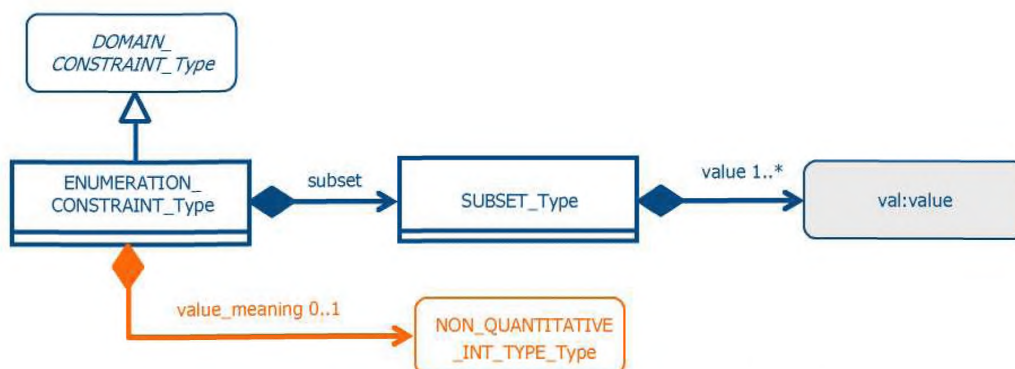 DOMAIN_
CONSTRAINT_Type
ENUMERATION_
CONSTRAINT_Type
subset
SUBSET_Type
value 1..*
val:value
value_meaning 0..1
NON_QUANTITATIVE
_INT_TYPE_Type